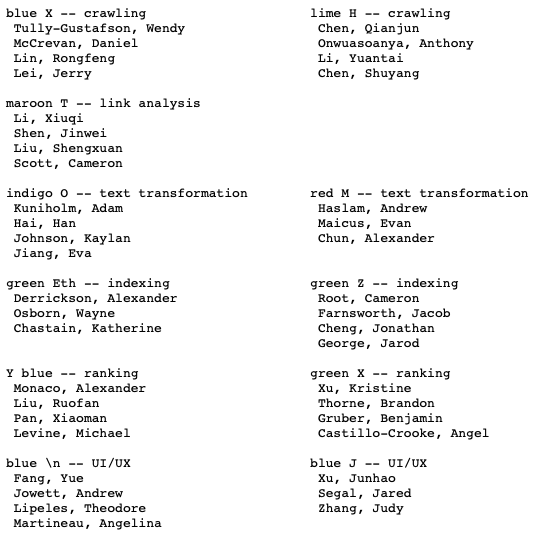 blue X -- crawling
Tully-Gustafson, Wendy
McCrevan, Daniel
Lin, Rongfeng
Lei, Jerry
lime H -- crawling
Chen, Qianjun
Onwuasoanya, Anthony
Li, Yuantai
Chen, Shuyang
maroon T -- link analysis
Li, Xiuqi
Shen, Jinwei
Liu, Shengxuan
Scott, Cameron
indigo O -- text transformation
Kuniholm, Adam
Hai, Han
Johnson, Kaylan
Jiang, Eva
red M -- text transformation
Haslam, Andrew
Maicus, Evan
Chun, Alexander
green Eth -- indexing
Derrickson, Alexander
Osborn, Wayne
Chastain, Katherine
green Z -- indexing
Root, Cameron
Farnsworth, Jacob
Cheng, Jonathan
George, Jarod
Y blue -- ranking
Monaco, Alexander
Liu, Ruofan
Pan, Xiaoman
Levine, Michael
green X -- ranking
Xu, Kristine
Thorne, Brandon
Gruber, Benjamin
Castillo-Crooke, Angel
blue \n -- UI/UX
Fang, Yue
Jowett, Andrew
Lipeles, Theodore
Martineau, Angelina
blue J -- UI/UX
Xu, Junhao
Segal, Jared
Zhang, Judy